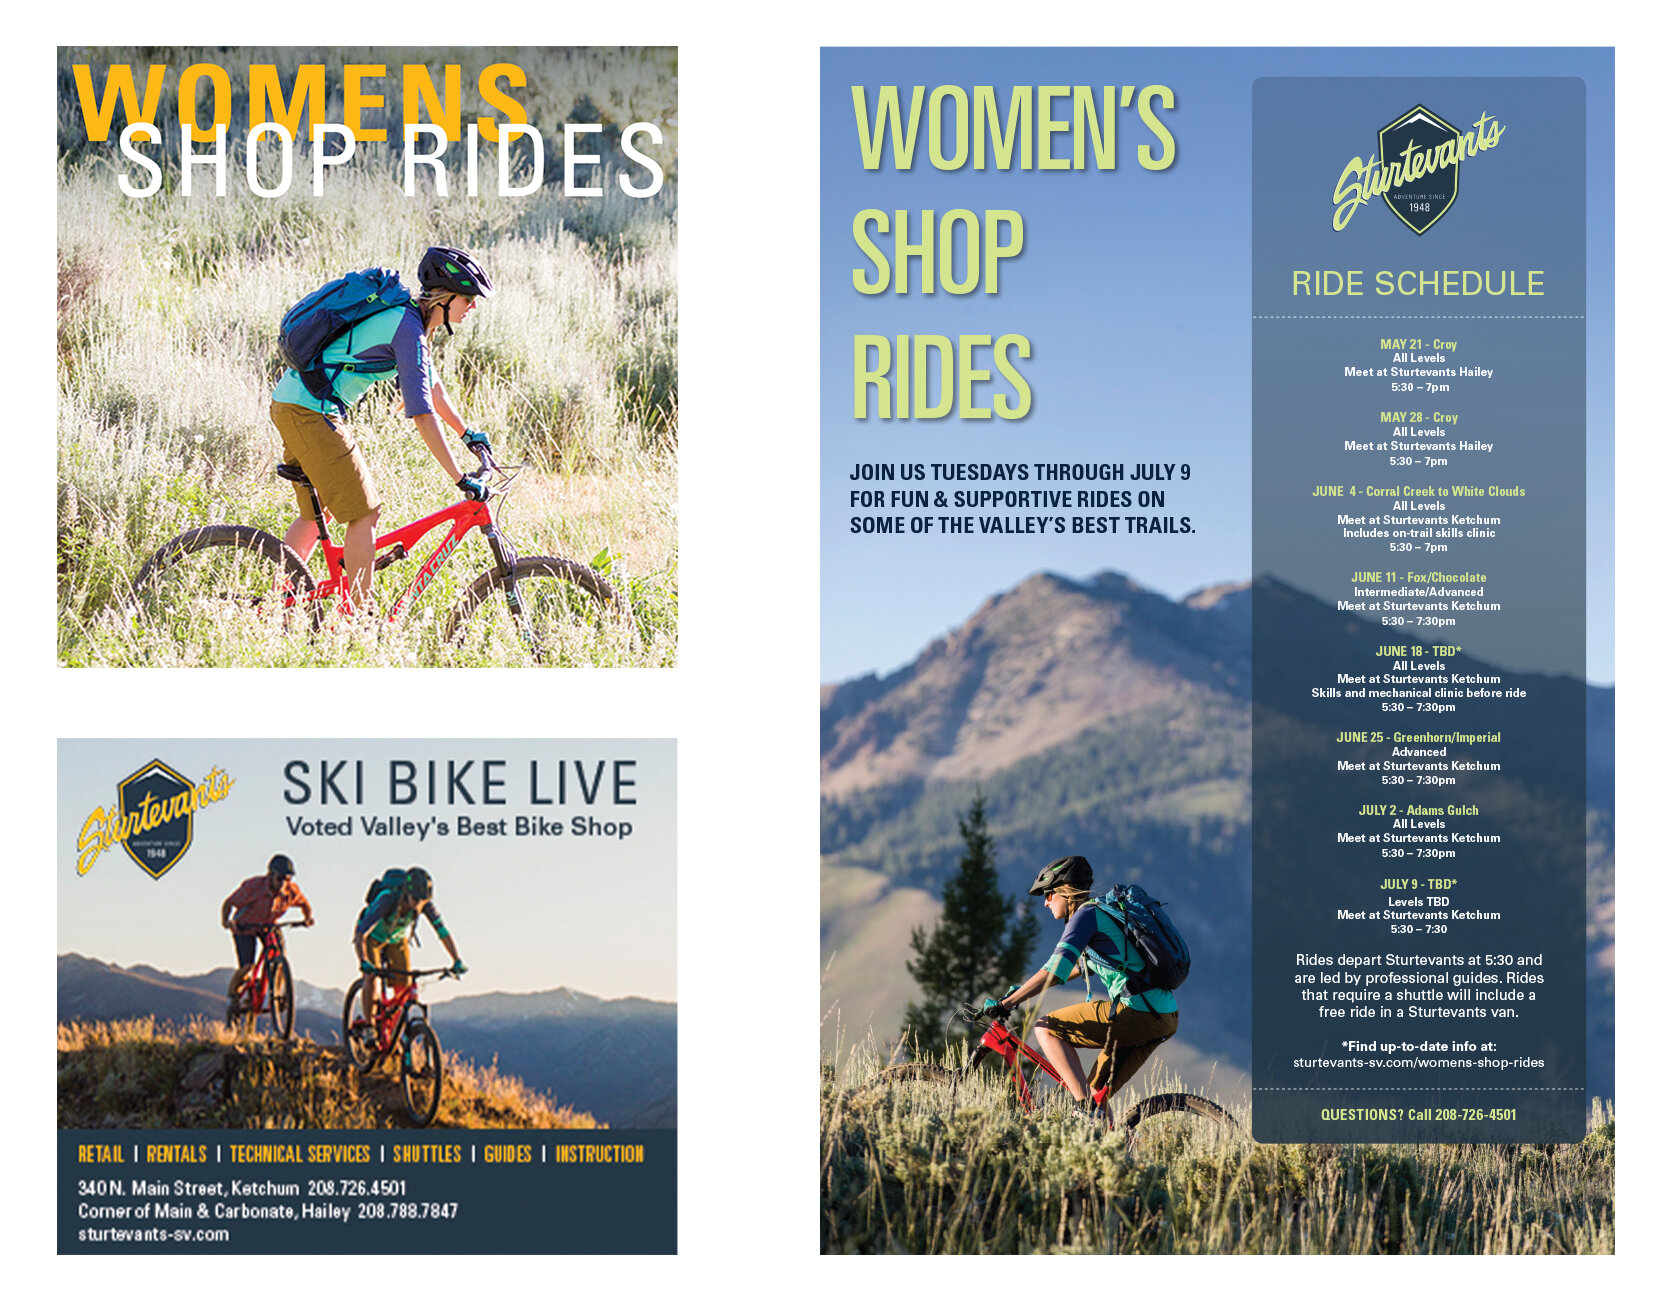 WOMENS
SHOP RIDES
SANTA CRUZ
Sturtevants
ADVENTURE SINCE
1948
SKI BIKE LIVE
Voted Valley's Best Bike Shop
RETAIL | RENTALS | TECHNICAL SERVICES | SHUTTLES | GUIDES | INSTRUCTION
340 N. Main Street, Ketchum 208.726.4501
Corner of Main & Carbonate, Hailey 208.788.7847
sturtevants-sv.com
WOMEN'S
SHOP
RIDES
JOIN US TUESDAYS THROUGH JULY 9
FOR FUN & SUPPORTIVE RIDES ON
SOME OF THE VALLEY'S BEST TRAILS.
Sturtevants
ADVENTURE SINCE
1948
RIDE SCHEDULE
MAY 21 - Croy
All Levels
Meet at Sturtevants Hailey
5:30 – 7pm
MAY 28 - Croy
All Levels
Meet at Sturtevants Hailey
5:30 – 7pm
JUNE 4 - Corral Creek to White Clouds
All Levels
Meet at Sturtevants Ketchum
Includes on-trail skills clinic
5:30 – 7pm
JUNE 11 - Fox/Chocolate
Intermediate/Advanced
Meet at Sturtevants Ketchum
5:30 – 7:30pm
JUNE 18 - TBD*
All Levels
Meet at Sturtevants Ketchum
Skills and mechanical clinic before ride
5:30 – 7:30pm
JUNE 25 - Greenhorn/Imperial
Advanced
Meet at Sturtevants Ketchum
5:30 – 7:30pm
JULY 2 - Adams Gulch
All Levels
Meet at Sturtevants Ketchum
5:30 – 7:30pm
JULY 9 - TBD*
Levels TBD
Meet at Sturtevants Ketchum
5:30 – 7:30
Rides depart Sturtevants at 5:30 and
are led by professional guides. Rides
that require a shuttle will include a
free ride in a Sturtevants van.
*Find up-to-date info at:
sturtevants-sv.com/womens-shop-rides
QUESTIONS? Call 208-726-4501